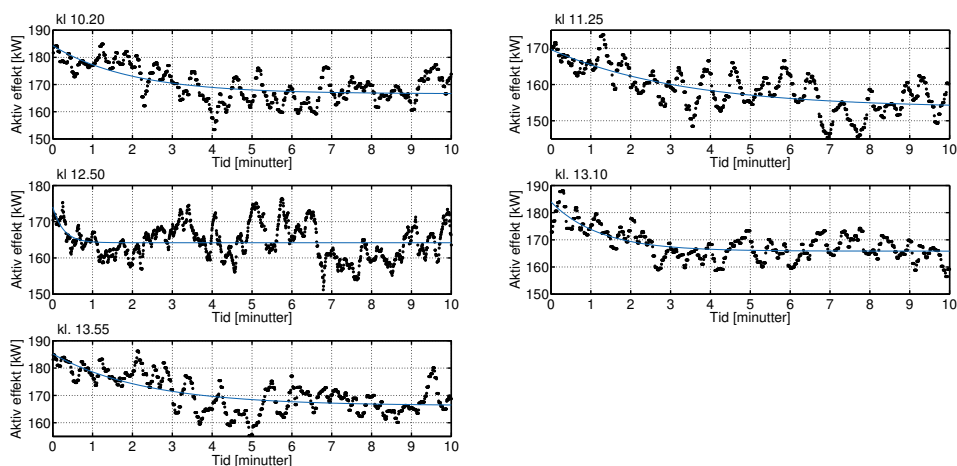 kl 10.20
190
180
170
160
150
Aktiv effekt [kW]
0 1 2 3 4 5 6 7 8 9 10
Tid [minutter]
kl 11.25
170
160
150
Aktiv effekt [kW]
0 1 2 3 4 5 6 7 8 9 10
Tid [minutter]
kl 12.50
180
170
160
150
Aktiv effekt [kW]
0 1 2 3 4 5 6 7 8 9 10
Tid [minutter]
kl. 13.10
190
180
170
160
150
Aktiv effekt [kW]
0 1 2 3 4 5 6 7 8 9 10
Tid [minutter]
kl. 13.55
190
180
170
160
Aktiv effekt [kW]
0 1 2 3 4 5 6 7 8 9 10
Tid [minutter]